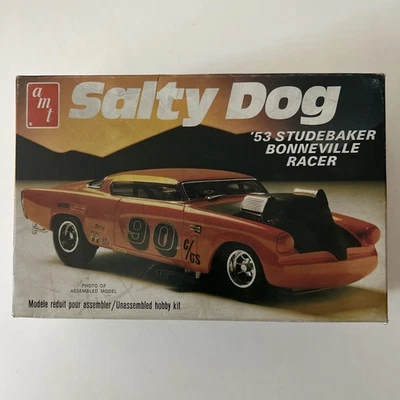 amt
Salty Dog
'53 STUDEBAKER
BONNEVILLE
RACER
90
C/GS
PHOTO OF
ASSEMBLED MODEL
Modèle reduit pour assembler/Unassembled hobby kit